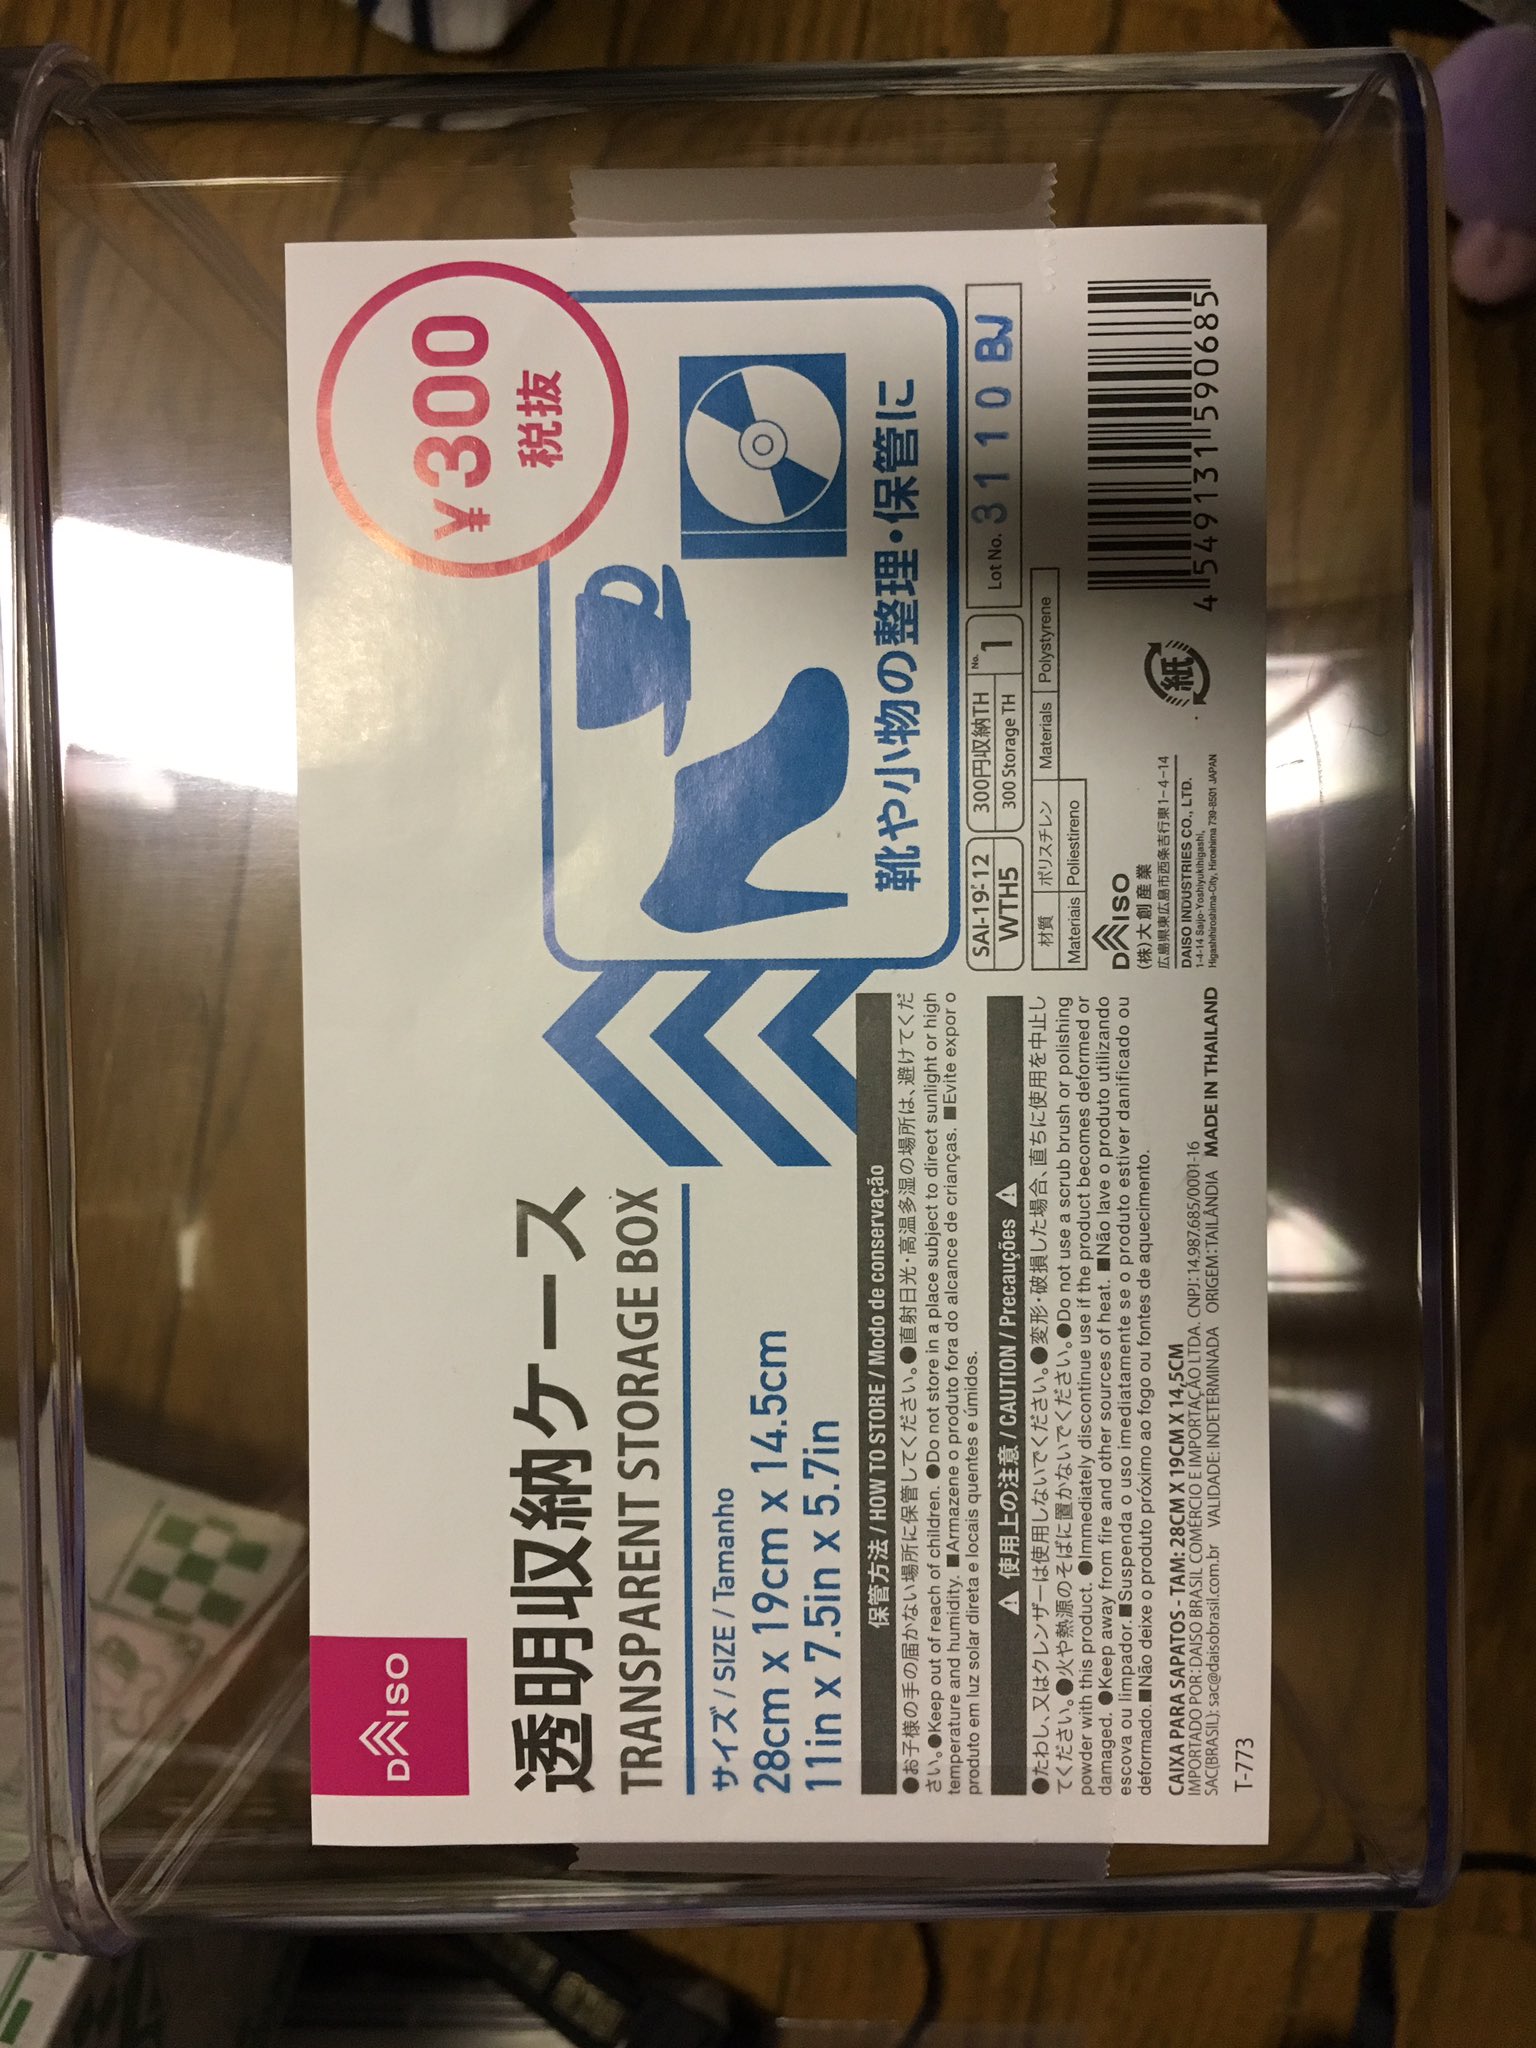 DAISO
¥300
税抜
透明収納ケース
TRANSPARENT STORAGE BOX
サイズ / SIZE / Tamanho
28cm x 19cm x 14.5cm
11in x 7.5in x 5.7in
靴や小物の整理・保管に
保管方法 / HOW TO STORE / Modo de conservação
●お子様の手の届かない場所に保管してください。●直射日光・高温多湿の場所は、避けてくだ
さい。●Keep out of reach of children. ●Do not store in a place subject to direct sunlight or high
temperature and humidity. ■Armazene o produto fora do alcance de crianças. ■Evite expor o
produto em luz solar direta e locais quentes e úmidos.
⚠ 使用上の注意 / CAUTION / Precauções ⚠
●たわし、又はクレンザーは使用しないでください。●変形・破損した場合、直ちに使用を中止し
てください。●火や熱源のそばに置かないでください。●Do not use a scrub brush or polishing
powder with this product. ●Immediately discontinue use if the product becomes deformed or
damaged. ●Keep away from fire and other sources of heat. ■Não lave o produto utilizando
escova ou limpador. ■Suspenda o uso imediatamente se o produto estiver danificado ou
deformado. ■Não deixe o produto próximo ao fogo ou fontes de aquecimento.
CAIXA PARA SAPATOS - TAM: 28CM X 19CM X 14,5CM
IMPORTADO POR: DAISO BRASIL COMÉRCIO E IMPORTAÇÃO LTDA. CNPJ: 14.987.685/0001-16
SAC(BRASIL): sac@daisobrasil.com.br VALIDADE: INDETERMINADA ORIGEM: TAILÂNDIA MADE IN THAILAND
T-773
SAI-19'-12 300円収納TH No. 1 Lot No. 3 1 1 0 BJ
WTH5 300 Storage TH
材質 ポリスチレン Materials Polystyrene
Materiais Poliestireno
DAISO
(株)大創産業
広島県東広島市西条吉行東1-4-14
DAISO INDUSTRIES CO., LTD.
1-4-14 Saijo-Yoshiyukihigashi,
Higashihiroshima-City, Hiroshima 739-8501 JAPAN
紙
4 549131 590685